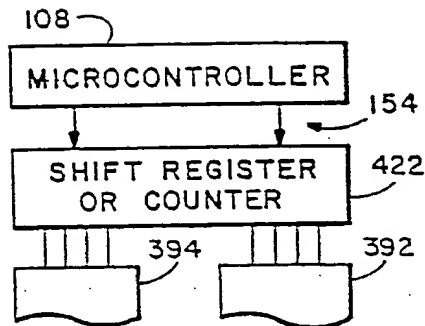 108
MICROCONTROLLER
154
SHIFT REGISTER
OR COUNTER
422
394
392